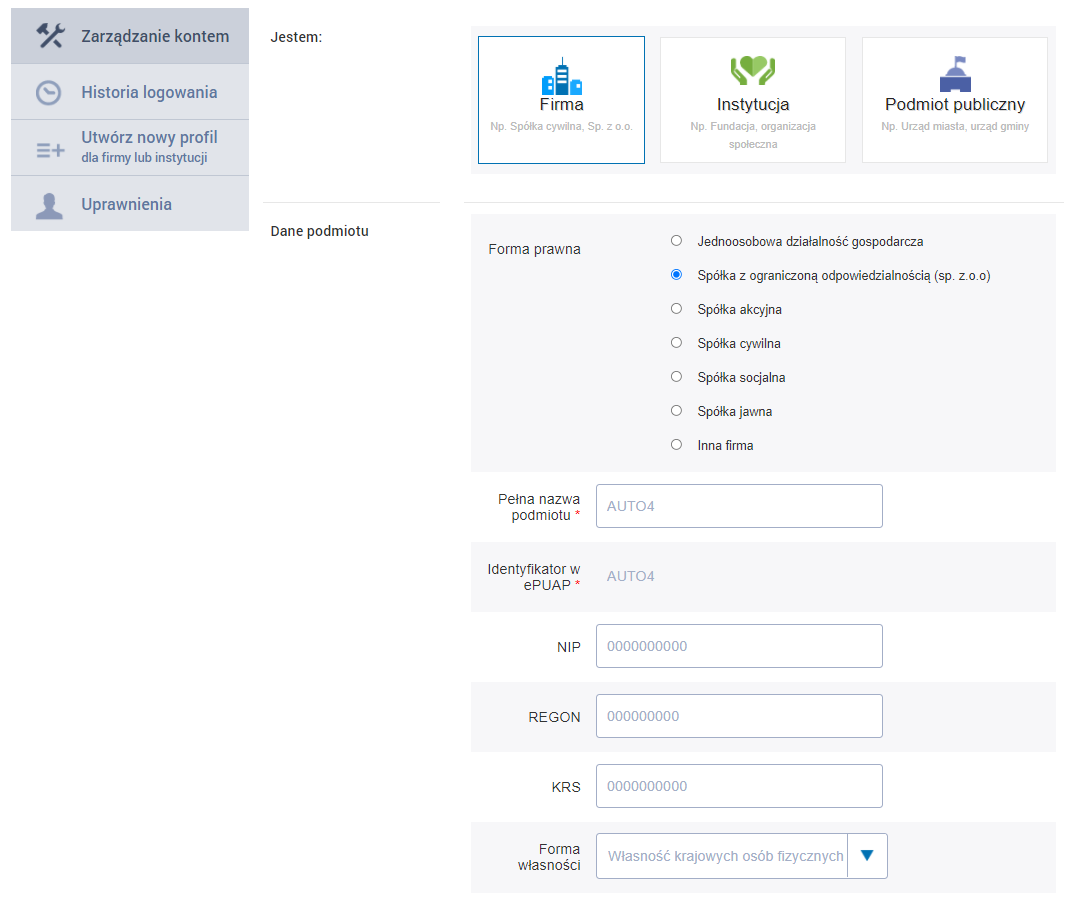 Zarządzanie kontem
Historia logowania
Utwórz nowy profil
dla firmy lub instytucji
Uprawnienia
Jestem:
Firma
Np. Spółka cywilna, Sp. z o.o.
Instytucja
Np. Fundacja, organizacja
społeczna
Podmiot publiczny
Np. Urząd miasta, urząd gminy
Dane podmiotu
Forma prawna
Jednoosobowa działalność gospodarcza
Spółka z ograniczoną odpowiedzialnością (sp. z.o.o)
Spółka akcyjna
Spółka cywilna
Spółka socjalna
Spółka jawna
Inna firma
Pełna nazwa
podmiotu *
AUTO4
Identyfikator w
ePUAP *
AUTO4
NIP
0000000000
REGON
000000000
KRS
0000000000
Forma
własności
Własność krajowych osób fizycznych